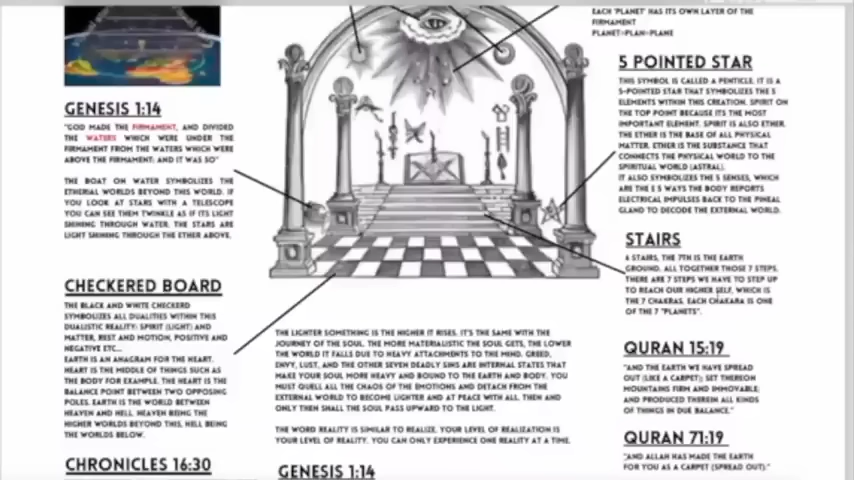 EACH 'PLANET' HAS ITS OWN LAYER OF THE
FIRMAMENT
PLANET=PLAN=PLANE
GENESIS 1:14
"GOD MADE THE FIRMAMENT, AND DIVIDED
THE WATERS WHICH WERE UNDER THE
FIRMAMENT FROM THE WATERS WHICH WERE
ABOVE THE FIRMAMENT: AND IT WAS SO"
THE BOAT ON WATER SYMBOLIZES THE
ETHERIAL WORLDS BEYOND THIS WORLD. IF
YOU LOOK AT STARS WITH A TELESCOPE
YOU CAN SEE THEM TWINKLE AS IF ITS LIGHT
SHINING THROUGH WATER. THE STARS ARE
LIGHT SHINING THROUGH THE ETHER ABOVE.
CHECKERED BOARD
THE BLACK AND WHITE CHECKERD
SYMBOLIZES ALL DUALITIES WITHIN THIS
DUALISTIC REALITY: SPIRIT (LIGHT) AND
MATTER, REST AND MOTION, POSITIVE AND
NEGATIVE ETC...
EARTH IS AN ANAGRAM FOR THE HEART.
HEART IS THE MIDDLE OF THINGS SUCH AS
THE BODY FOR EXAMPLE. THE HEART IS THE
BALANCE POINT BETWEEN TWO OPPOSING
POLES. EARTH IS THE WORLD BETWEEN
HEAVEN AND HELL. HEAVEN BEING THE
HIGHER WORLDS BEYOND THIS, HELL BEING
THE WORLDS BELOW.
CHRONICLES 16:30
THE LIGHTER SOMETHING IS THE HIGHER IT RISES. IT'S THE SAME WITH THE
JOURNEY OF THE SOUL. THE MORE MATERIALISTIC THE SOUL GETS, THE LOWER
THE WORLD IT FALLS DUE TO HEAVY ATTACHMENTS TO THE MIND. GREED,
ENVY, LUST, AND THE OTHER SEVEN DEADLY SINS ARE INTERNAL STATES THAT
MAKE YOUR SOUL MORE HEAVY AND BOUND TO THE EARTH AND BODY. YOU
MUST QUELL ALL THE CHAOS OF THE EMOTIONS AND DETACH FROM THE
EXTERNAL WORLD TO BECOME LIGHTER AND AT PEACE WITH ALL. THEN AND
ONLY THEN SHALL THE SOUL PASS UPWARD TO THE LIGHT.
THE WORD REALITY IS SIMILAR TO REALIZE. YOUR LEVEL OF REALIZATION IS
YOUR LEVEL OF REALITY. YOU CAN ONLY EXPERIENCE ONE REALITY AT A TIME.
GENESIS 1:14
5 POINTED STAR
THIS SYMBOL IS CALLED A PENTICLE. IT IS A
5-POINTED STAR THAT SYMBOLIZES THE 5
ELEMENTS WITHIN THIS CREATION. SPIRIT ON
THE TOP POINT BECAUSE ITS THE MOST
IMPORTANT ELEMENT. SPIRIT IS ALSO ETHER.
THE ETHER IS THE BASE OF ALL PHYSICAL
MATTER. ETHER IS THE SUBSTANCE THAT
CONNECTS THE PHYSICAL WORLD TO THE
SPIRITUAL WORLD (ASTRAL).
IT ALSO SYMBOLIZES THE 5 SENSES, WHICH
ARE THE 5 5 WAYS THE BODY REPORTS
ELECTRICAL IMPULSES BACK TO THE PINEAL
GLAND TO DECODE THE EXTERNAL WORLD.
STAIRS
6 STAIRS, THE 7TH IS THE EARTH
GROUND. ALL TOGETHER THOSE 7 STEPS.
THERE ARE 7 STEPS WE HAVE TO STEP UP
TO REACH OUR HIGHER SELF, WHICH IS
THE 7 CHAKRAS. EACH CHAKARA IS ONE
OF THE 7 "PLANETS".
QURAN 15:19
"AND THE EARTH WE HAVE SPREAD
OUT (LIKE A CARPET); SET THEREON
MOUNTAINS FIRM AND IMMOVABLE;
AND PRODUCED THEREIN ALL KINDS
OF THINGS IN DUE BALANCE."
QURAN 71:19
"AND ALLAH HAS MADE THE EARTH
FOR YOU AS A CARPET (SPREAD OUT)."